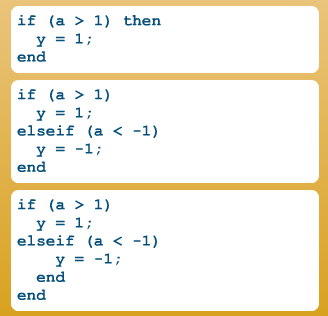 if (a > 1) then
  y = 1;
end
if (a > 1)
  y = 1;
elseif (a < -1)
  y = -1;
end
if (a > 1)
  y = 1;
elseif (a < -1)
    y = -1;
  end
end